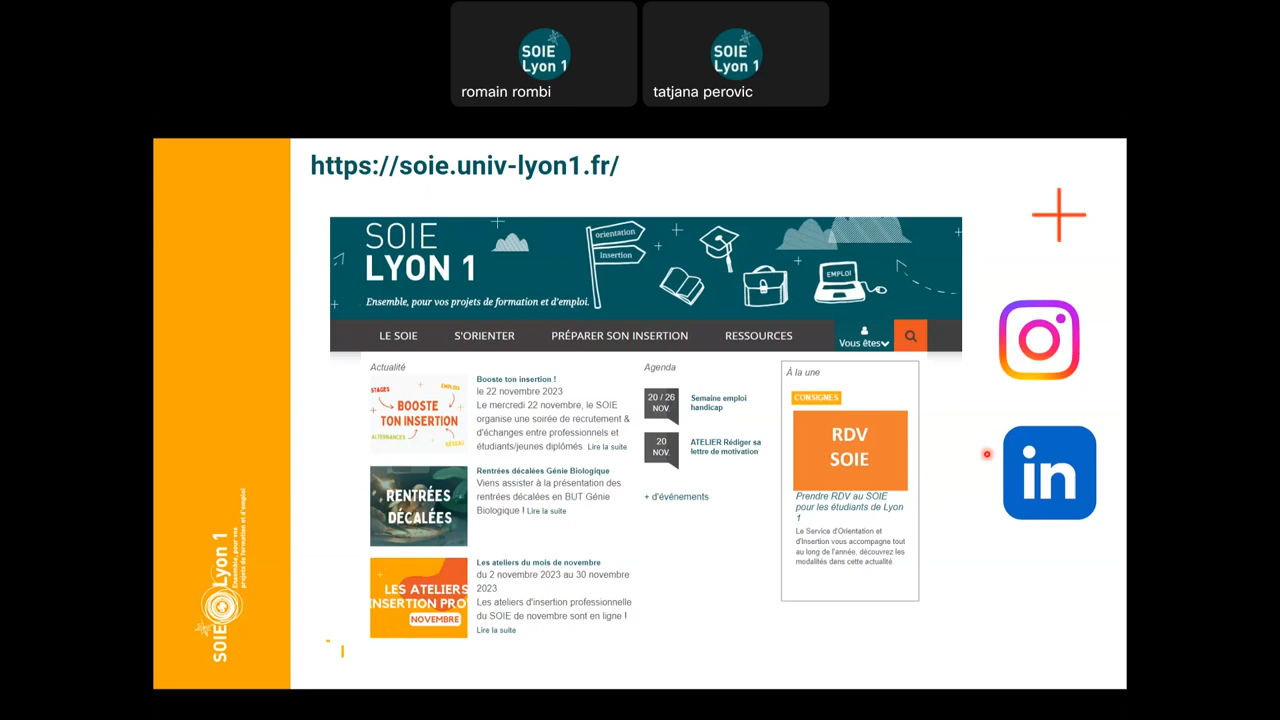 SOIE
Lyon 1
romain rombi
SOIE
Lyon 1
tatjana perovic
https://soie.univ-lyon1.fr/
SOIE
LYON 1
Ensemble, pour vos projets de formation et d'emploi.
orientation
insertion
EMPLOI
LE SOIE
S'ORIENTER
PRÉPARER SON INSERTION
RESSOURCES
Vous êtes
Actualité
STAGES
EMPLOIS
BOOSTE
TON INSERTION
ALTERNANCES
RÉSEAU
Booste ton insertion !
le 22 novembre 2023
Le mercredi 22 novembre, le SOIE
organise une soirée de recrutement &
d'échanges entre professionnels et
étudiants/jeunes diplômés. Lire la suite
RENTRÉES
DÉCALÉES
Rentrées décalées Génie Biologique
Viens assister à la présentation des
rentrées décalées en BUT Génie
Biologique ! Lire la suite
LES ATELIERS
INSERTION PRO
NOVEMBRE
Les ateliers du mois de novembre
du 2 novembre 2023 au 30 novembre
2023
Les ateliers d'insertion professionnelle
du SOIE de novembre sont en ligne !
Lire la suite
Agenda
20 / 26
NOV.
Semaine emploi
handicap
20
NOV.
ATELIER Rédiger sa
lettre de motivation
+ d'événements
À la une
CONSIGNES
RDV
SOIE
Prendre RDV au SOIE
pour les étudiants de Lyon
1
Le Service d'Orientation et
d'Insertion vous accompagne tout
au long de l'année, découvrez les
modalités dans cette actualité
in
SOIE Lyon 1
Ensemble, pour vos
projets de formation et d'emploi